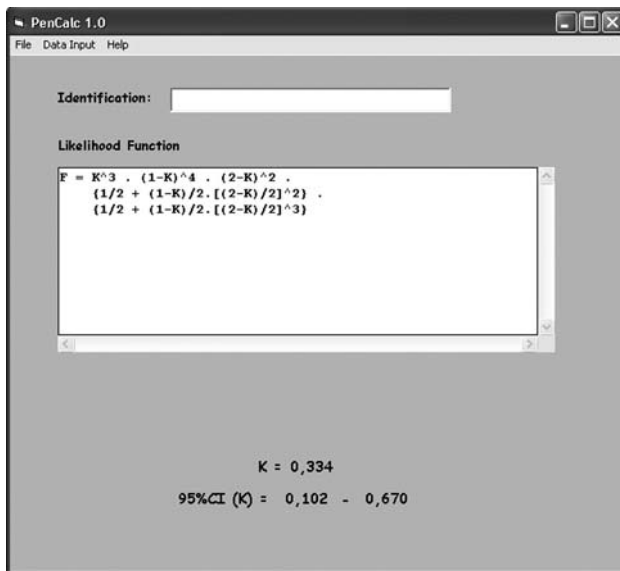 PenCalc 1.0
File Data Input Help
Identification:
Likelihood Function
F = K^3 . (1-K)^4 . (2-K)^2 .
{1/2 + (1-K)/2.[(2-K)/2]^2} .
{1/2 + (1-K)/2.[(2-K)/2]^3}
K = 0,334
95%CI (K) = 0,102 - 0,670